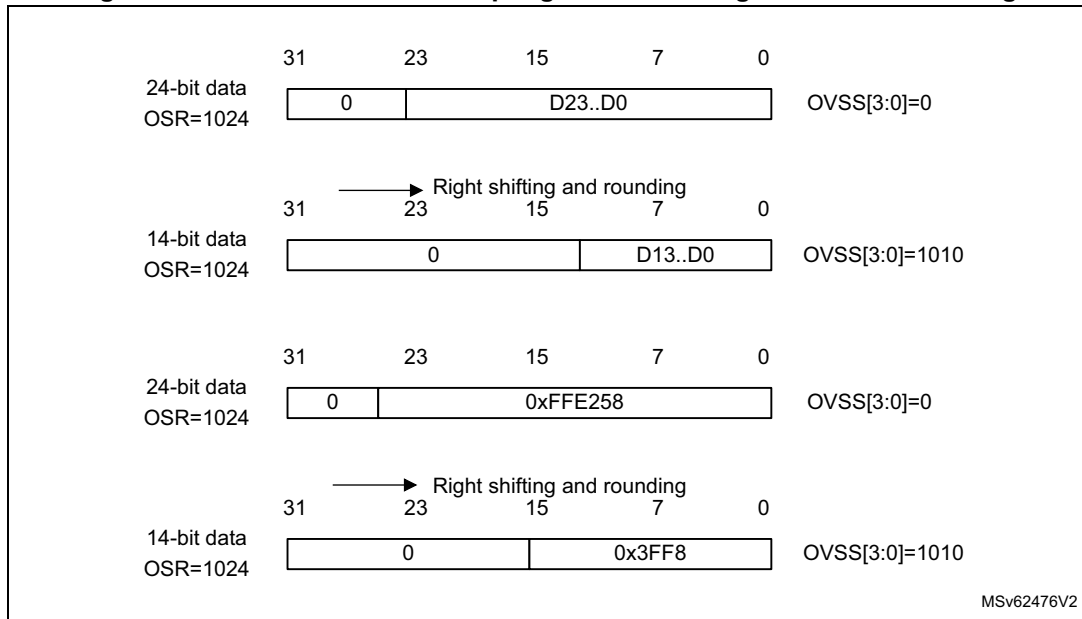 31 23 15 7 0
24-bit data
OSR=1024
0 D23..D0 OVSS[3:0]=0
Right shifting and rounding
31 23 15 7 0
14-bit data
OSR=1024
0 D13..D0 OVSS[3:0]=1010
31 23 15 7 0
24-bit data
OSR=1024
0 0xFFE258 OVSS[3:0]=0
Right shifting and rounding
31 23 15 7 0
14-bit data
OSR=1024
0 0x3FF8 OVSS[3:0]=1010
MSv62476V2